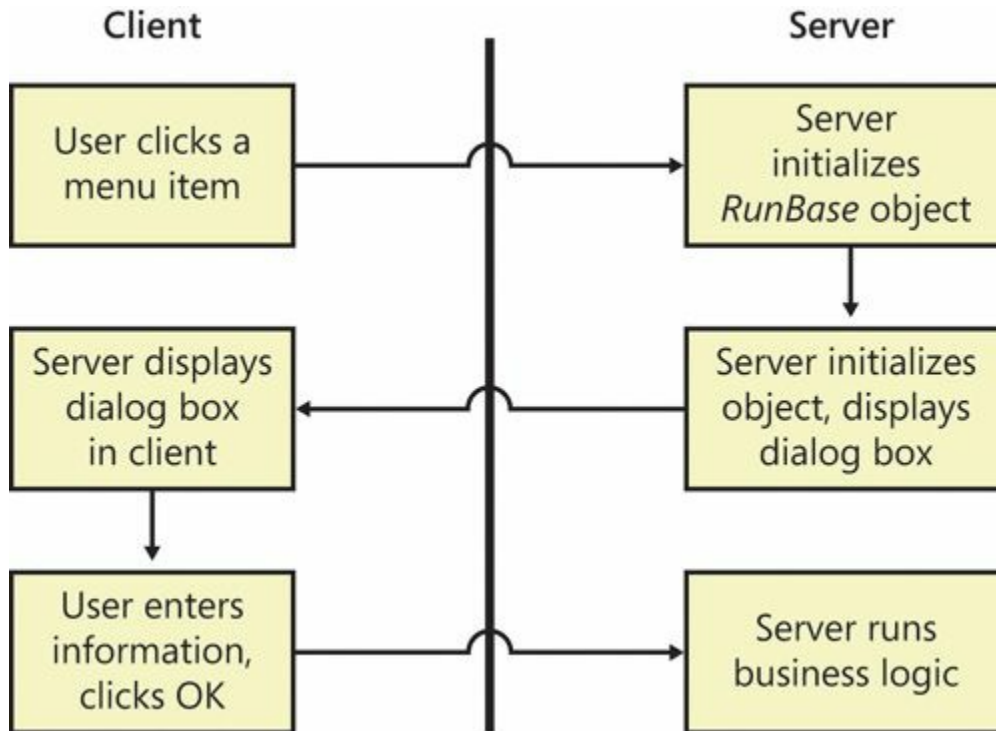 Client
Server
User clicks a
menu item
Server
initializes
RunBase object
Server displays
dialog box
in client
Server initializes
object, displays
dialog box
User enters
information,
clicks OK
Server runs
business logic